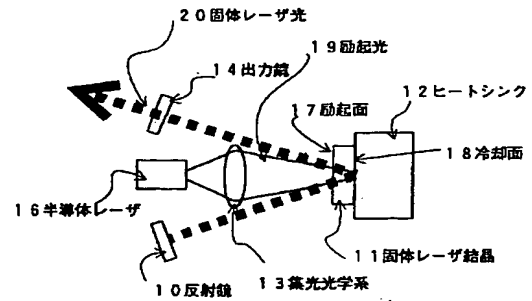 20固体レーザ光
19励起光
14出力鏡
17励起面
12ヒートシンク
18冷却面
16半導体レーザ
11固体レーザ結晶
13集光光学系
10反射鏡